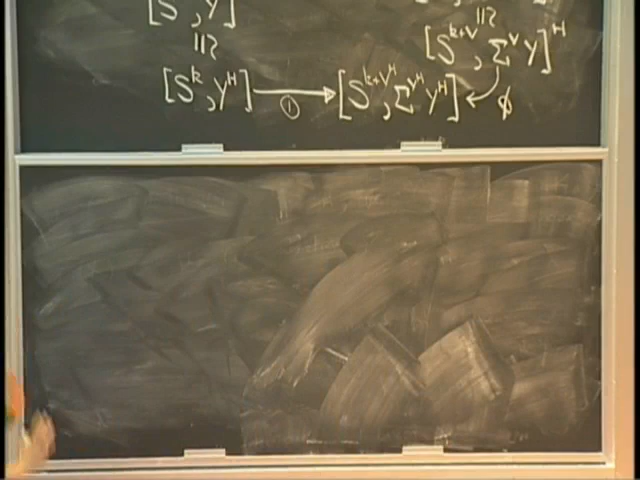 [S , Y]
≅ ≅
[S^{k+V}, Σ^V Y]^H
[S^k, Y^H] → [S^{k+V^H}, Σ^{V^H} Y^H] ↙ φ
①